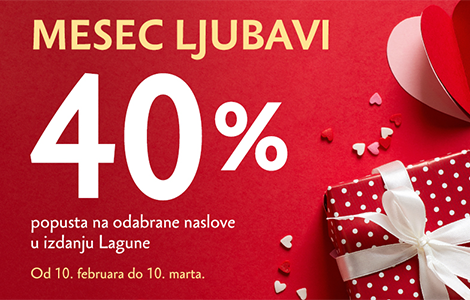 MESEC LJUBAVI
40%
popusta na odabrane naslove
u izdanju Lagune
Od 10. februara do 10. marta.